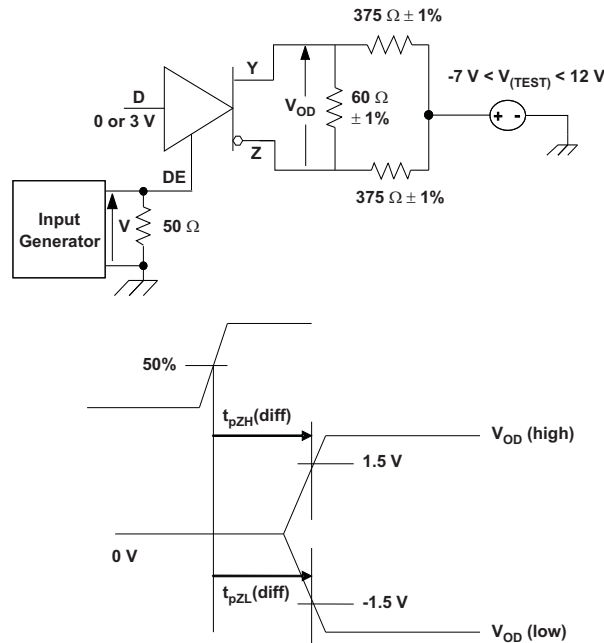 375 Ω ± 1%
Y
D
0 or 3 V
V_OD
60 Ω
± 1%
-7 V < V_(TEST) < 12 V
+ -
Z
DE
375 Ω ± 1%
Input
Generator
V
50 Ω
50%
t_pZH(diff)
V_OD (high)
1.5 V
0 V
t_pZL(diff)
-1.5 V
V_OD (low)